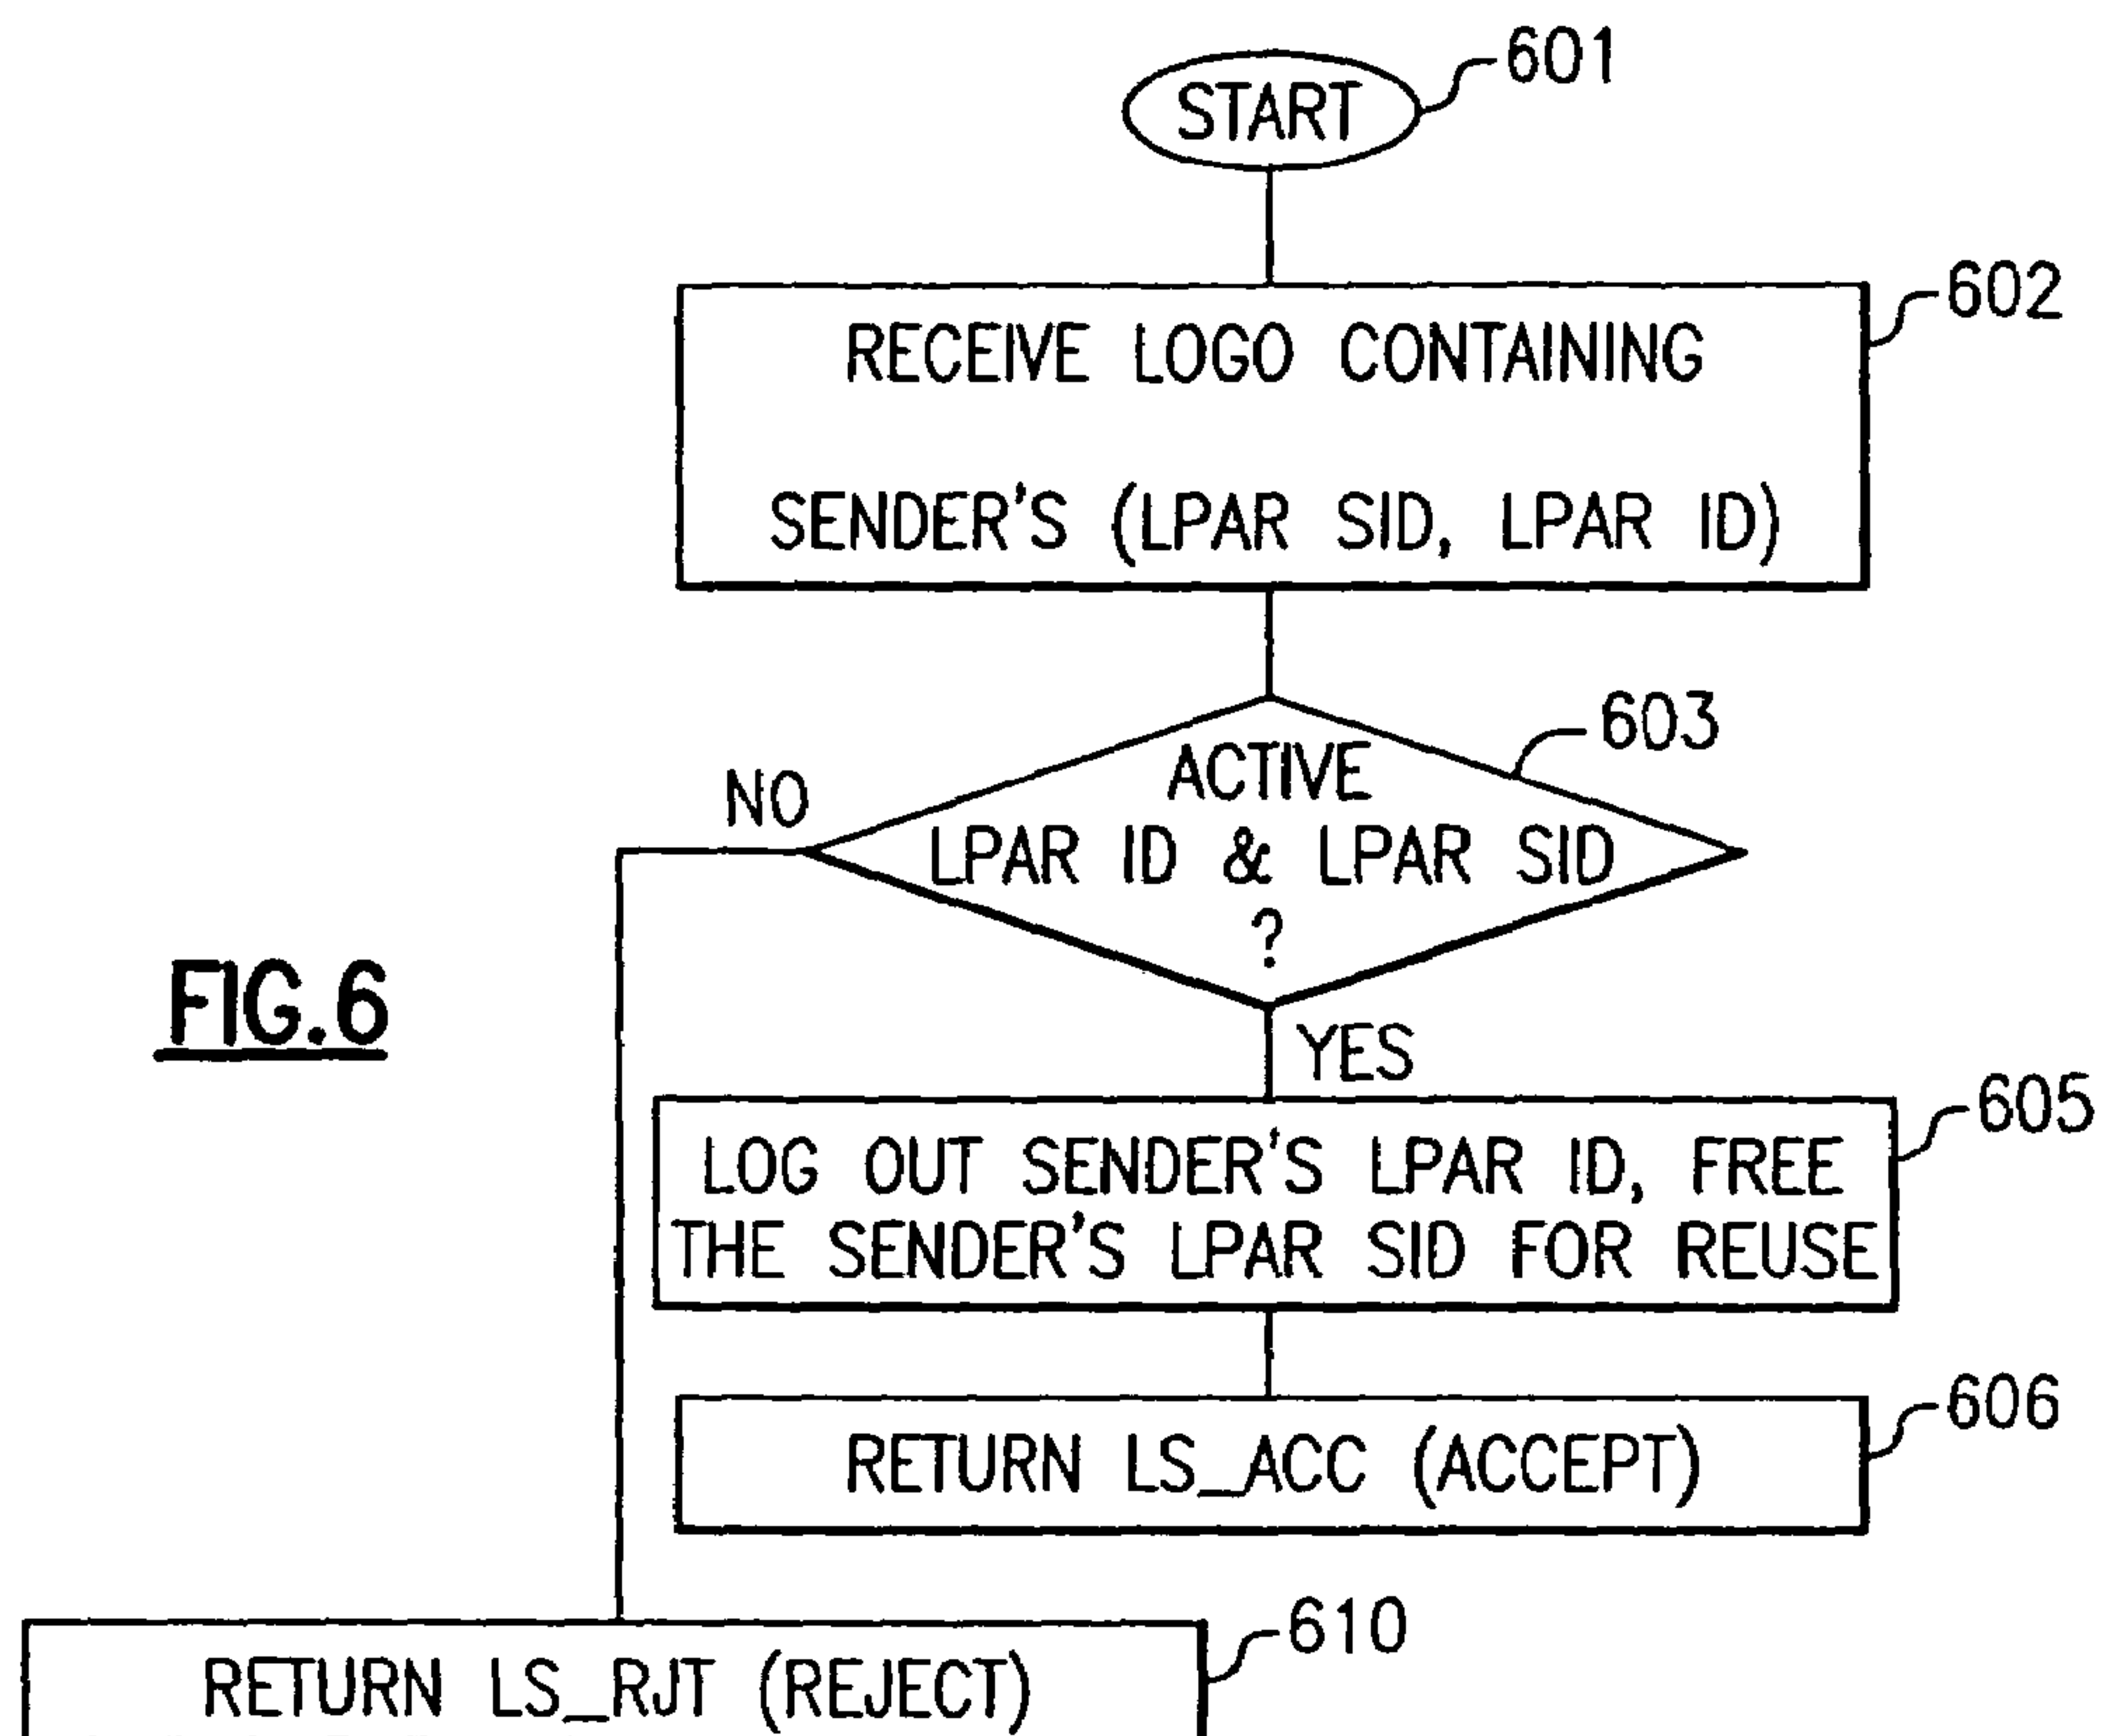 START
601
RECEIVE LOGO CONTAINING
SENDER'S (LPAR SID, LPAR ID)
602
ACTIVE
LPAR ID & LPAR SID
?
603
NO
YES
FIG.6
LOG OUT SENDER'S LPAR ID, FREE
THE SENDER'S LPAR SID FOR REUSE
605
RETURN LS_ACC (ACCEPT)
606
RETURN LS_RJT (REJECT)
610